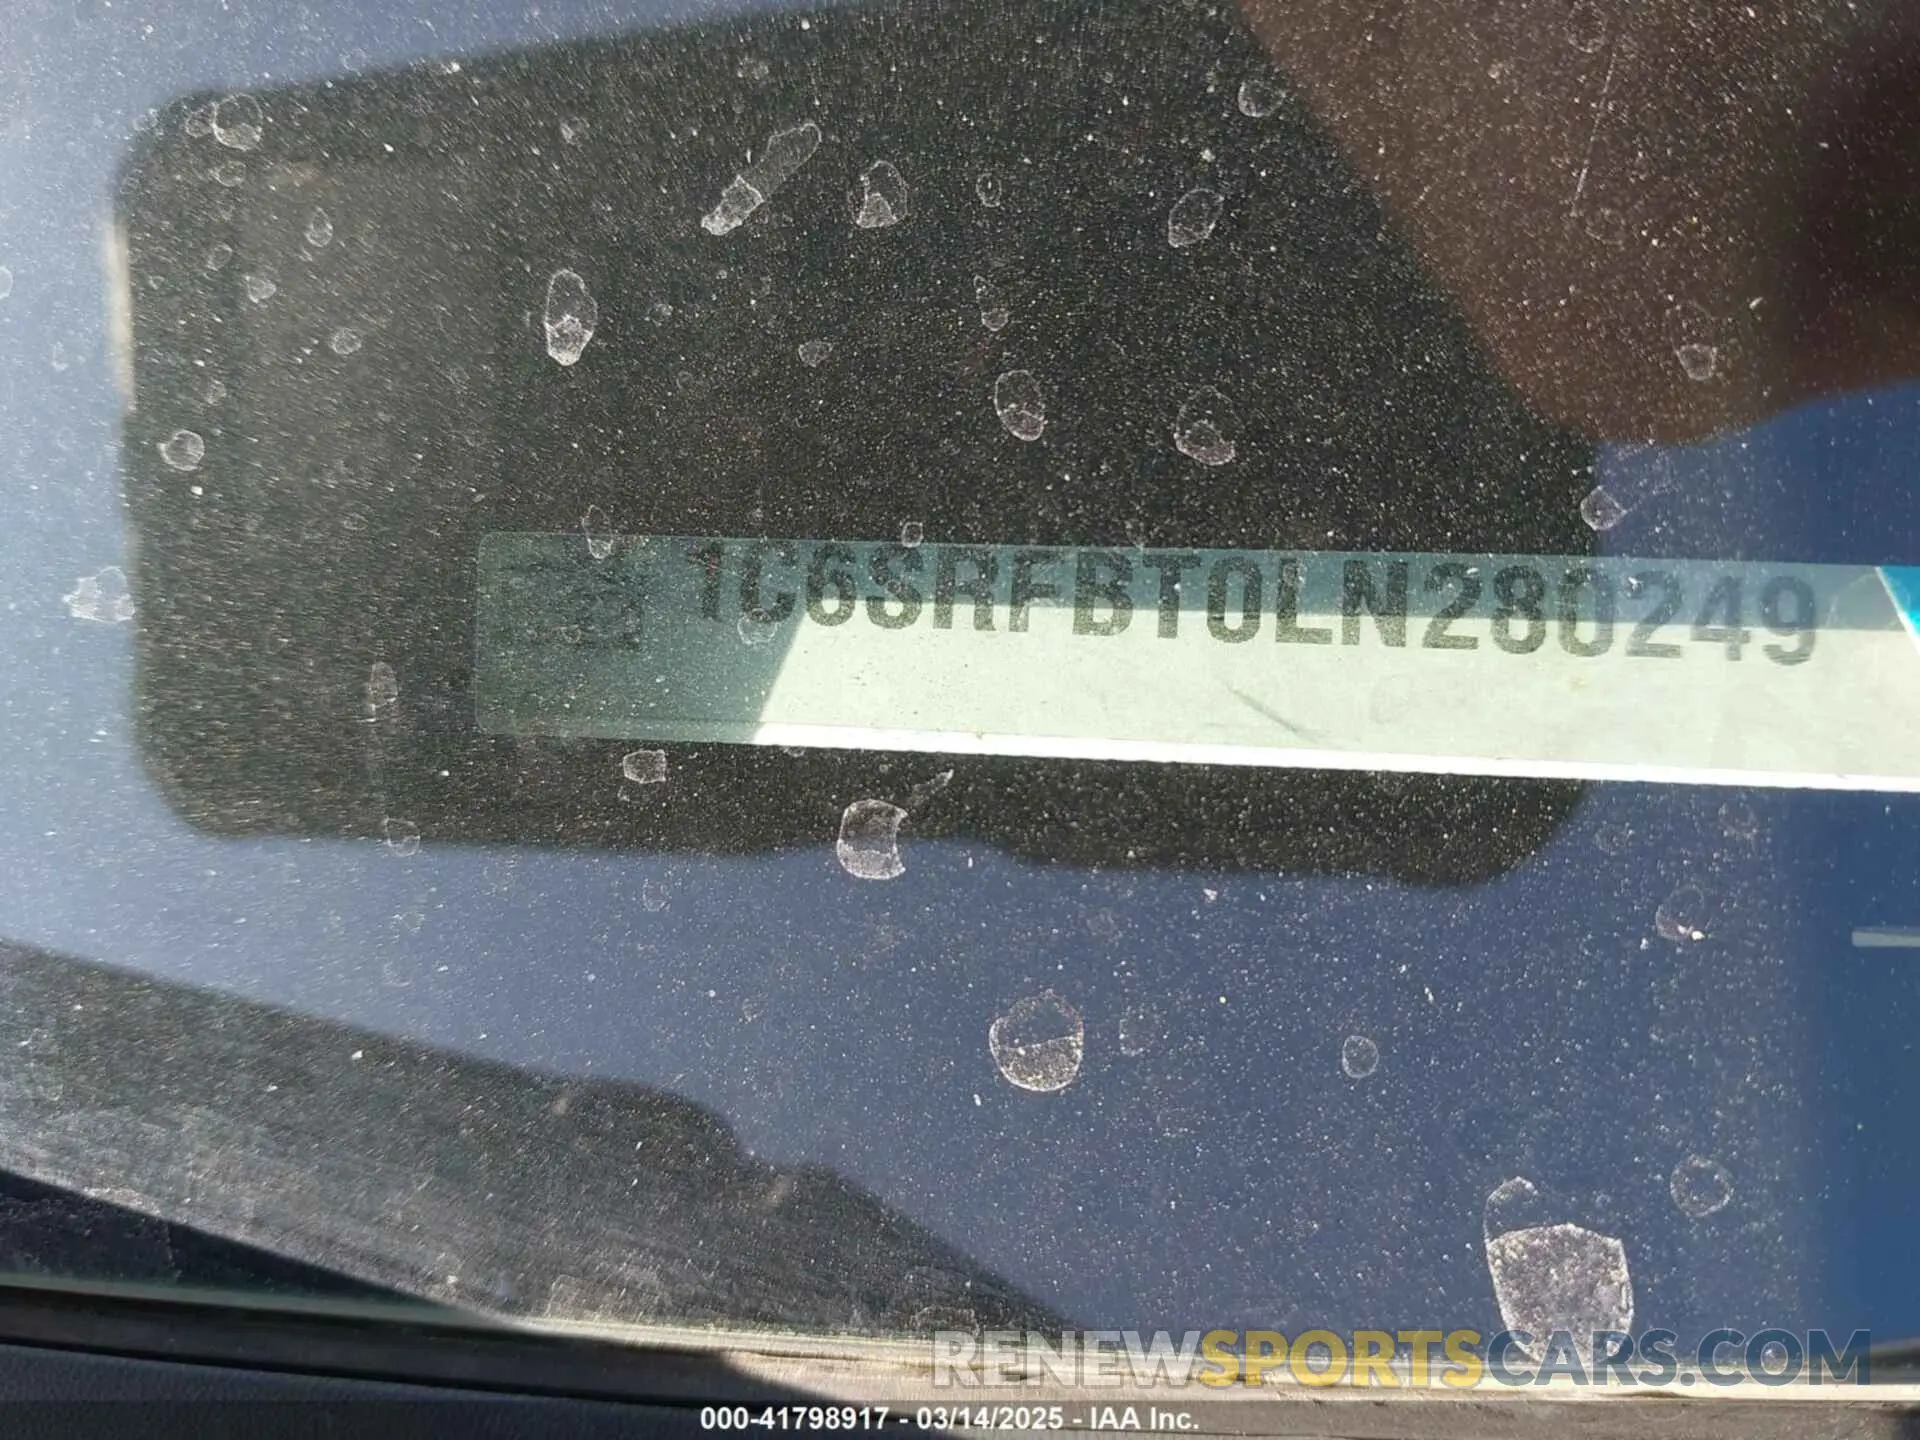 1C6SRFBT0LN280249
RENEWSPORTSCARS.COM
000-41798917 - 03/14/2025 - IAA Inc.